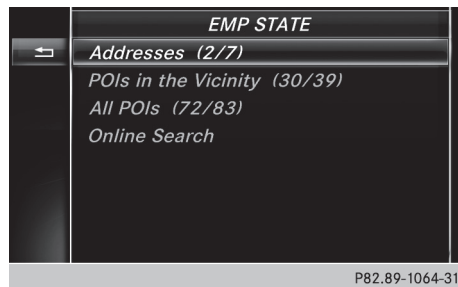 EMP STATE
Addresses (2/7)
POIs in the Vicinity (30/39)
All POIs (72/83)
Online Search
P82.89-1064-31